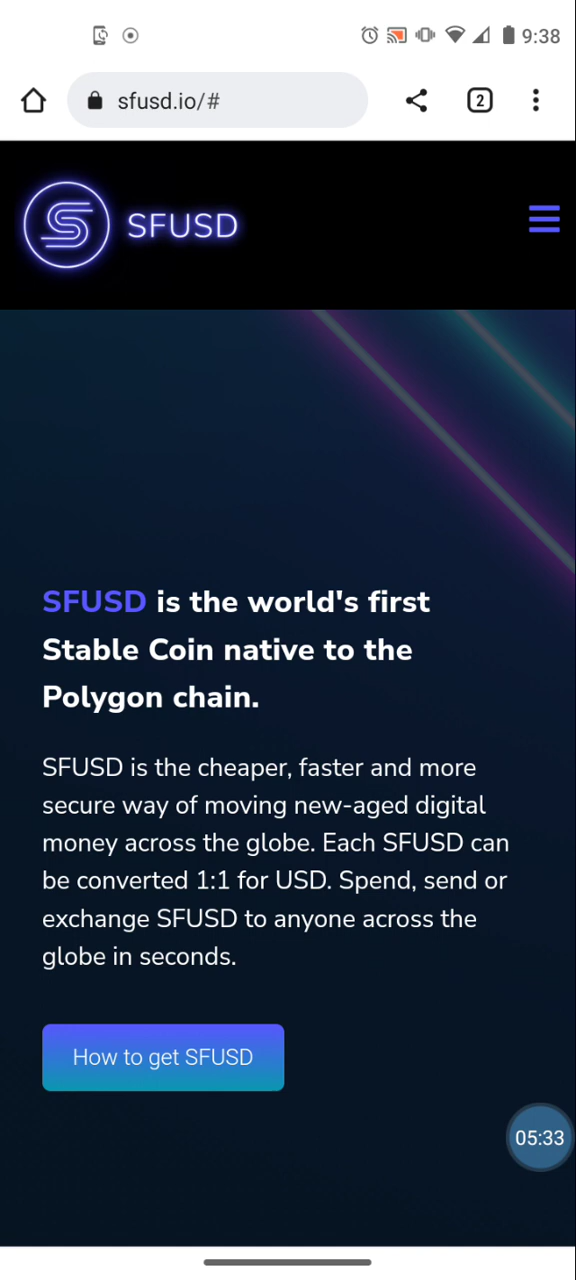 9:38
sfusd.io/#
2
SFUSD
SFUSD is the world's first
Stable Coin native to the
Polygon chain.
SFUSD is the cheaper, faster and more
secure way of moving new-aged digital
money across the globe. Each SFUSD can
be converted 1:1 for USD. Spend, send or
exchange SFUSD to anyone across the
globe in seconds.
How to get SFUSD
05:33